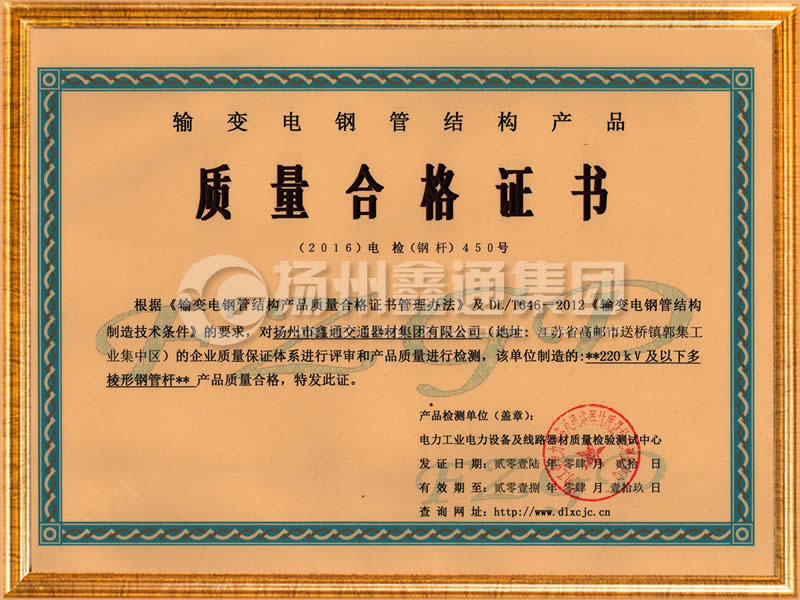 输变电钢管结构产品
质量合格证书
(2016)电 检(钢杆)450号
扬州鑫通集团
根据《输变电钢管结构产品质量合格证书管理办法》及DL/T646-2012《输变电钢管结构
制造技术条件》的要求，对扬州市鑫通交通器材集团有限公司（地址：江苏省高邮市送桥镇郭集工
业集中区）的企业质量保证体系进行评审和产品质量进行检测，该单位制造的:**220kV及以下多
棱形钢管杆** 产品质量合格，特发此证。
产品检测单位（盖章）：
电力工业电力设备及线路器材质量检验测试中心
发证日期：贰零壹陆 年 零肆 月 贰拾 日
有效期至：贰零壹捌 年 零肆 月 壹拾玖 日
查询网址：http://www.dlxcjc.cn